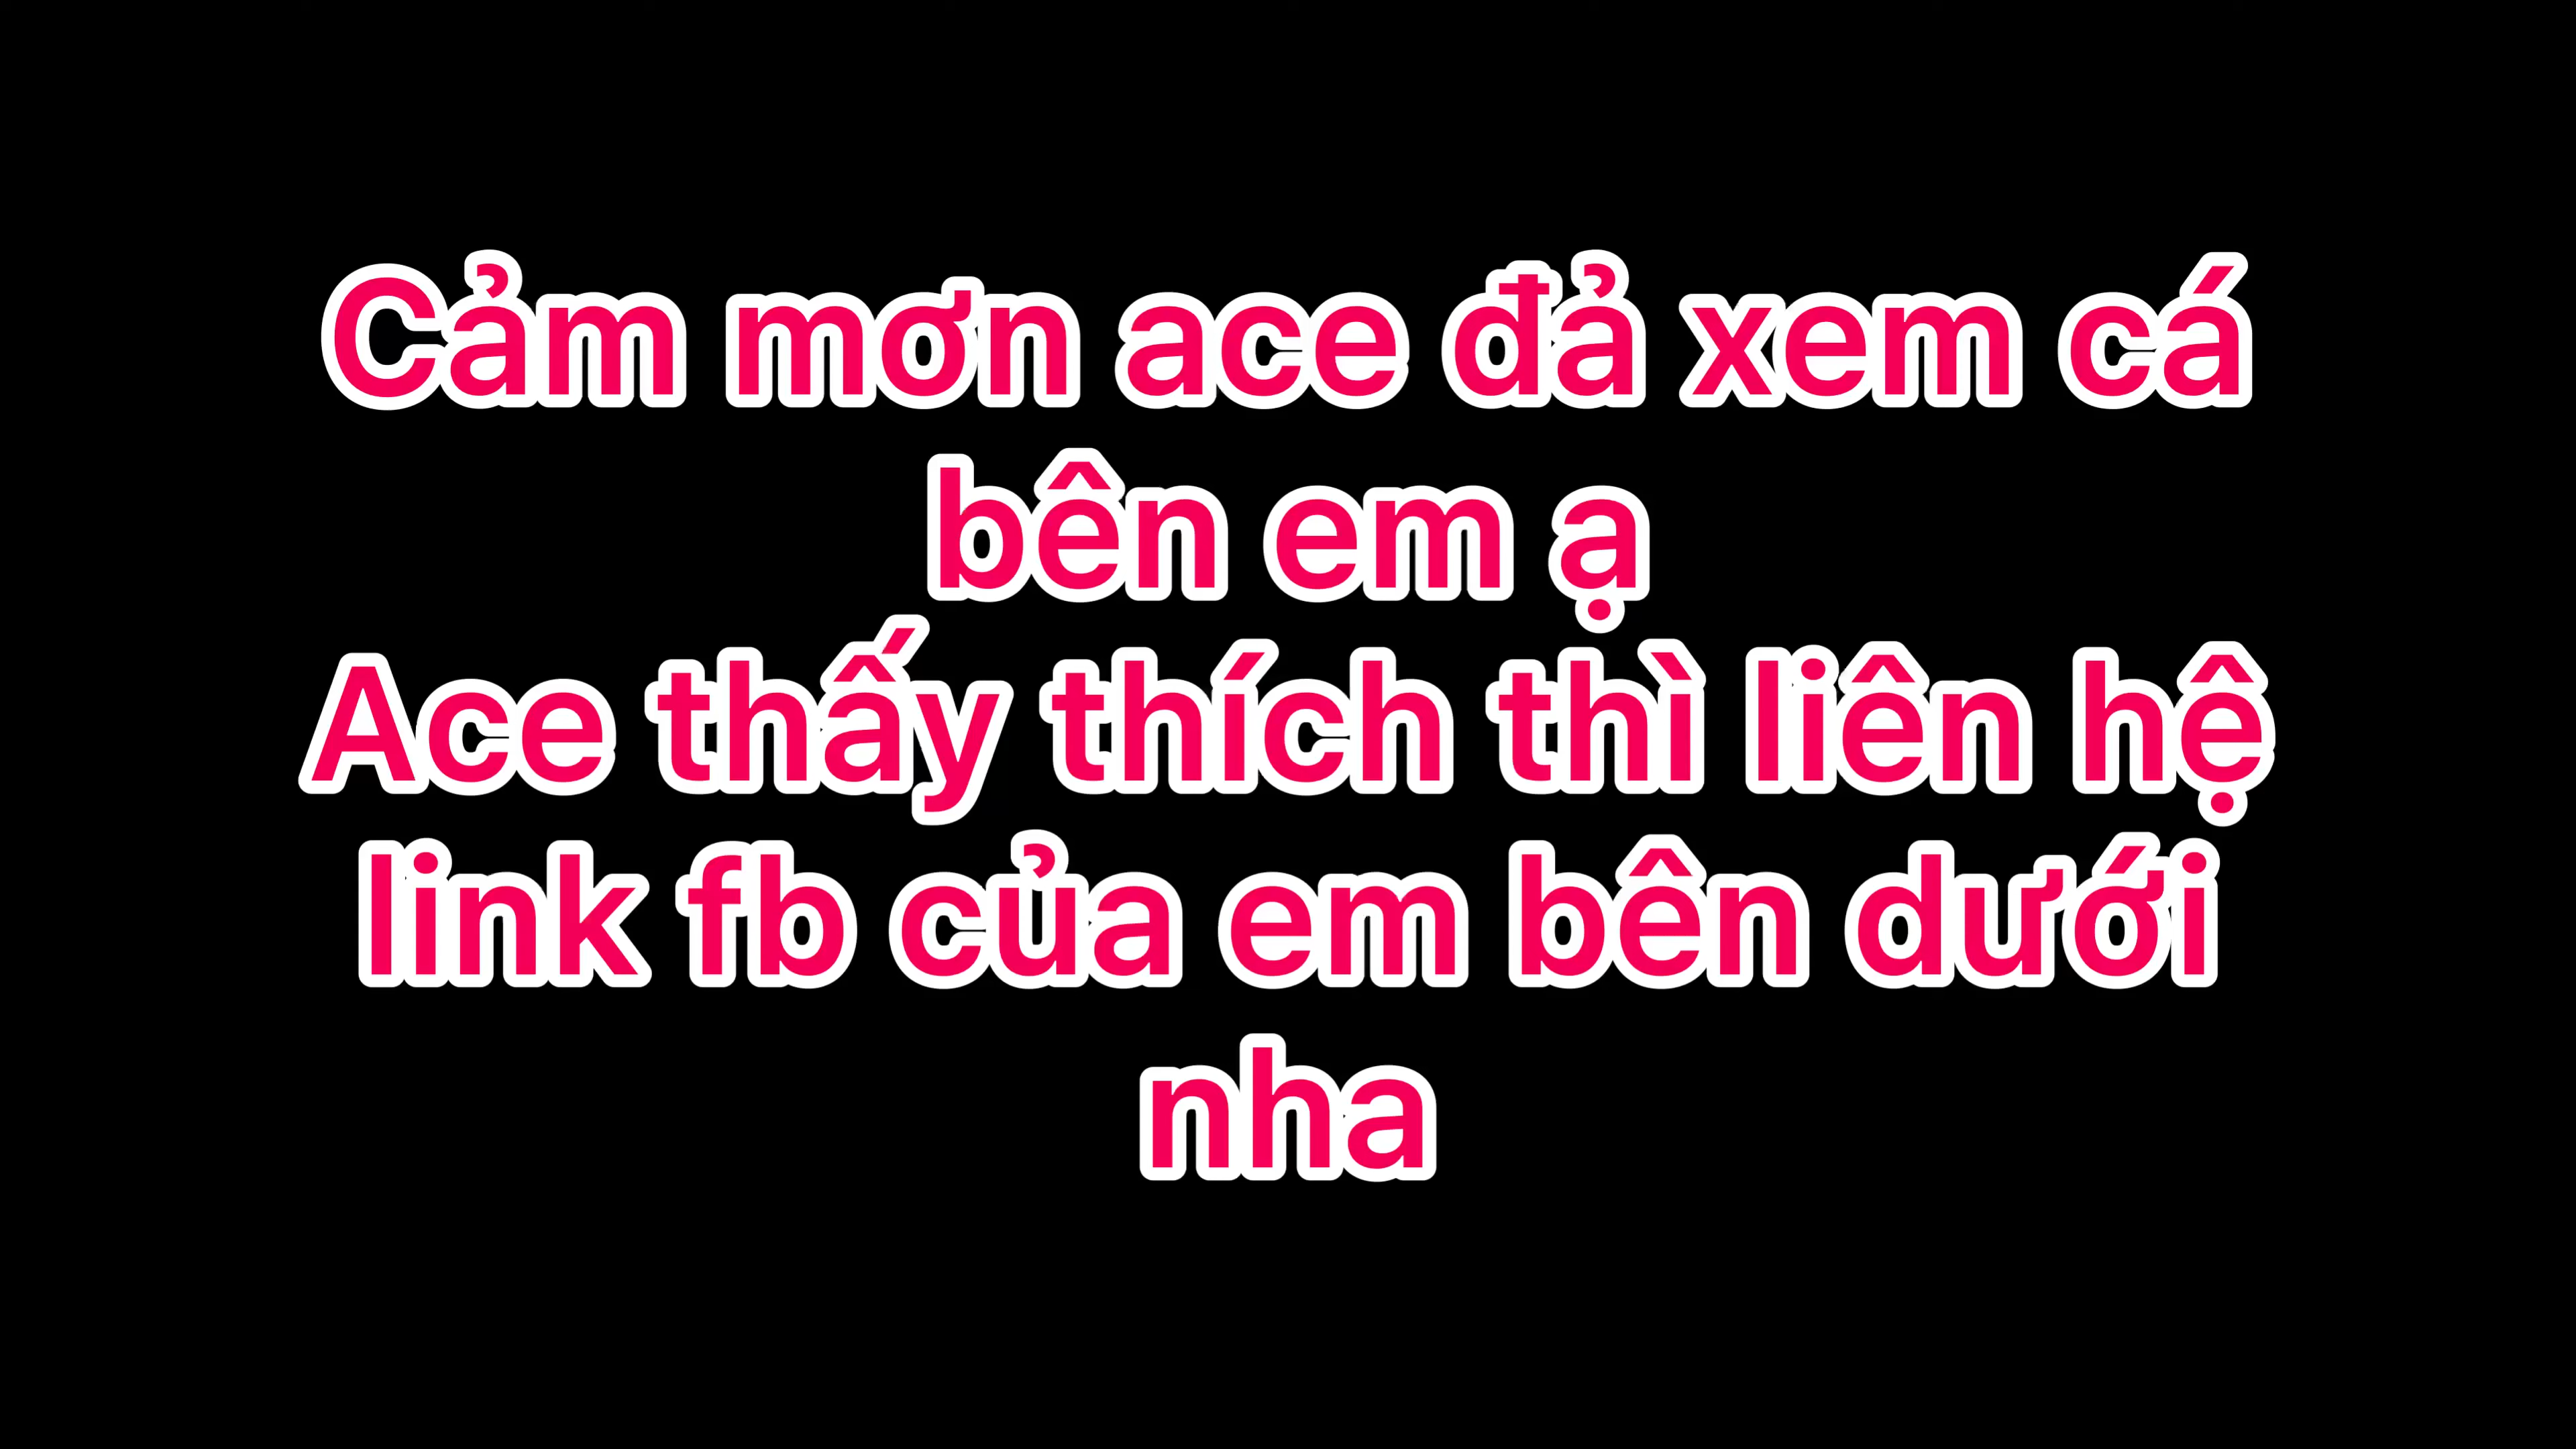 Cảm mơn ace đả xem cá
bên em ạ
Ace thấy thích thì liên hệ
link fb của em bên dưới
nha